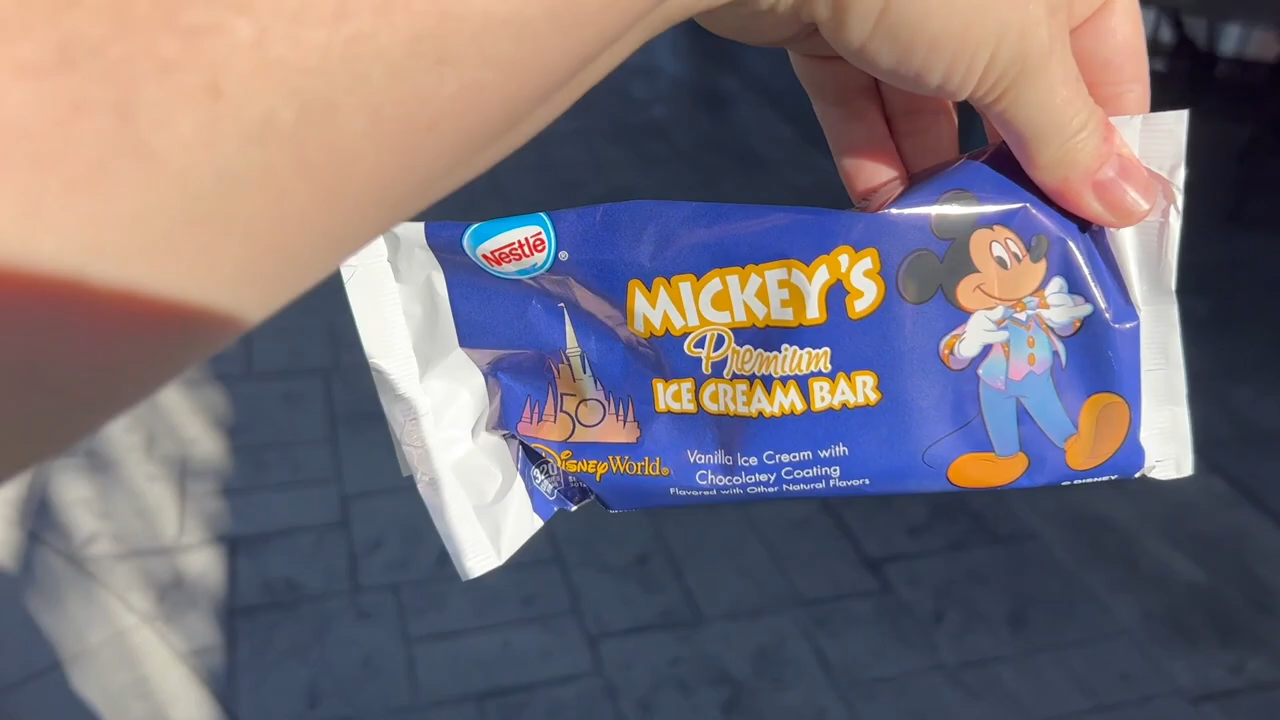 Nestlé®
MICKEY'S
Premium
ICE CREAM BAR
50
Disney World®
320
Vanilla Ice Cream with
Chocolatey Coating
Flavored with Other Natural Flavors
© DISNEY